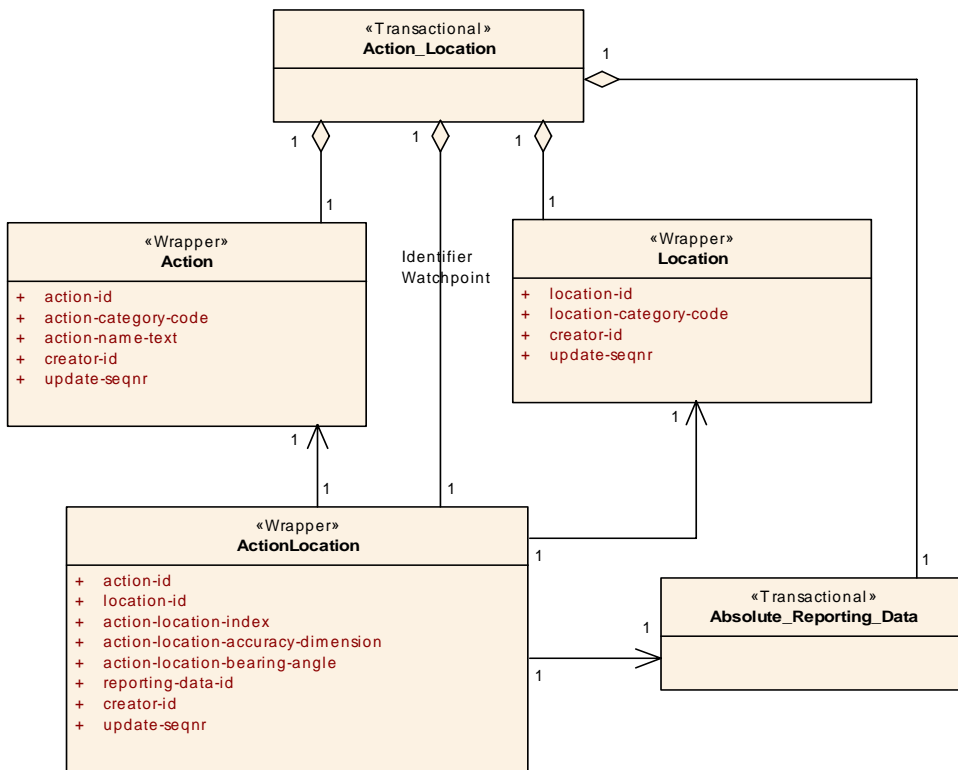 «Transactional»
Action_Location
1
1
1
1
1
1
«Wrapper»
Action
+ action-id
+ action-category-code
+ action-name-text
+ creator-id
+ update-seqnr
Identifier
Watchpoint
«Wrapper»
Location
+ location-id
+ location-category-code
+ creator-id
+ update-seqnr
1
1
1
1
«Wrapper»
ActionLocation
+ action-id
+ location-id
+ action-location-index
+ action-location-accuracy-dimension
+ action-location-bearing-angle
+ reporting-data-id
+ creator-id
+ update-seqnr
1
1
1
1
«Transactional»
Absolute_Reporting_Data